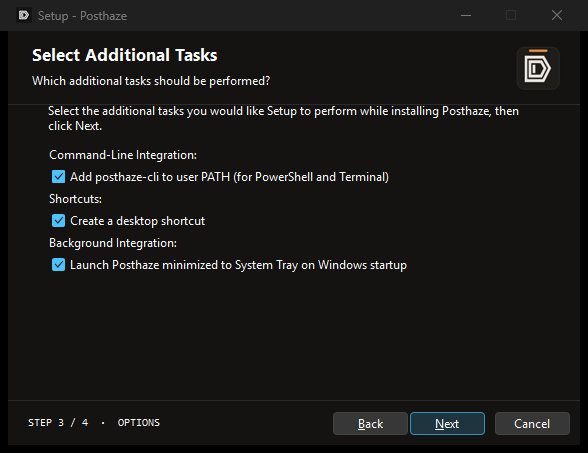 Setup - Posthaze
Select Additional Tasks
Which additional tasks should be performed?
Select the additional tasks you would like Setup to perform while installing Posthaze, then
click Next.
Command-Line Integration:
Add posthaze-cli to user PATH (for PowerShell and Terminal)
Shortcuts:
Create a desktop shortcut
Background Integration:
Launch Posthaze minimized to System Tray on Windows startup
STEP 3 / 4 · OPTIONS
Back
Next
Cancel